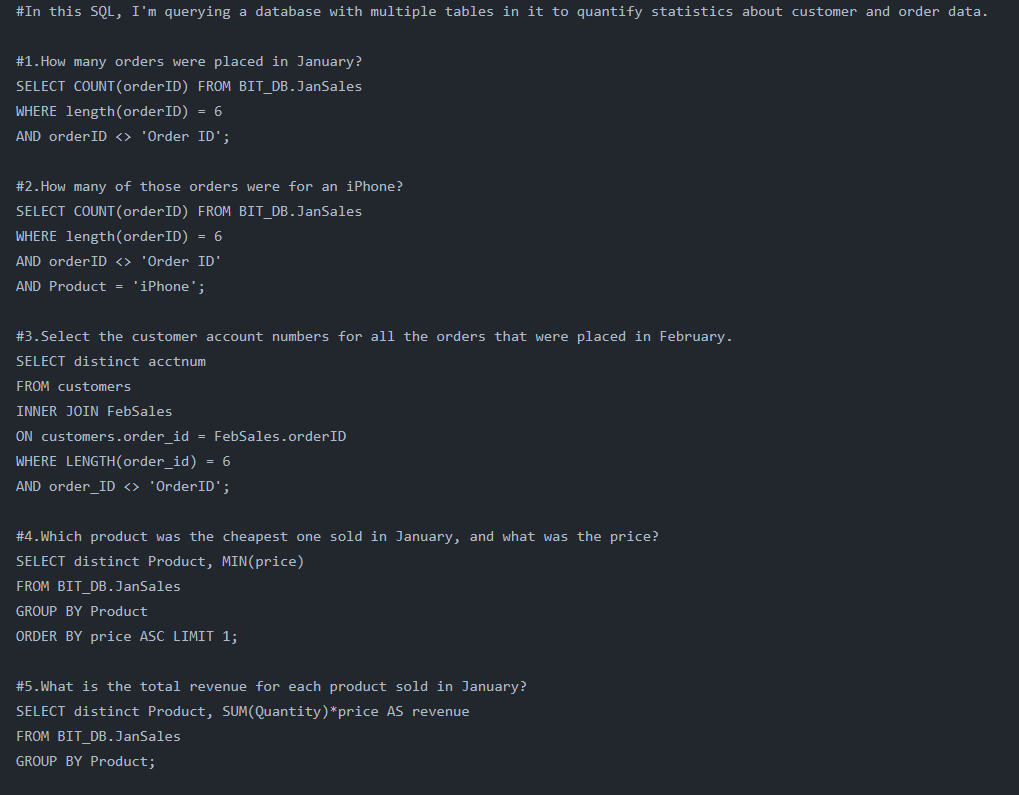 #In this SQL, I'm querying a database with multiple tables in it to quantify statistics about customer and order data.
#1.How many orders were placed in January?
SELECT COUNT(orderID) FROM BIT_DB.JanSales
WHERE length(orderID) = 6
AND orderID <> 'Order ID';
#2.How many of those orders were for an iPhone?
SELECT COUNT(orderID) FROM BIT_DB.JanSales
WHERE length(orderID) = 6
AND orderID <> 'Order ID'
AND Product = 'iPhone';
#3.Select the customer account numbers for all the orders that were placed in February.
SELECT distinct acctnum
FROM customers
INNER JOIN FebSales
ON customers.order_id = FebSales.orderID
WHERE LENGTH(order_id) = 6
AND order_ID <> 'OrderID';
#4.Which product was the cheapest one sold in January, and what was the price?
SELECT distinct Product, MIN(price)
FROM BIT_DB.JanSales
GROUP BY Product
ORDER BY price ASC LIMIT 1;
#5.What is the total revenue for each product sold in January?
SELECT distinct Product, SUM(Quantity)*price AS revenue
FROM BIT_DB.JanSales
GROUP BY Product;